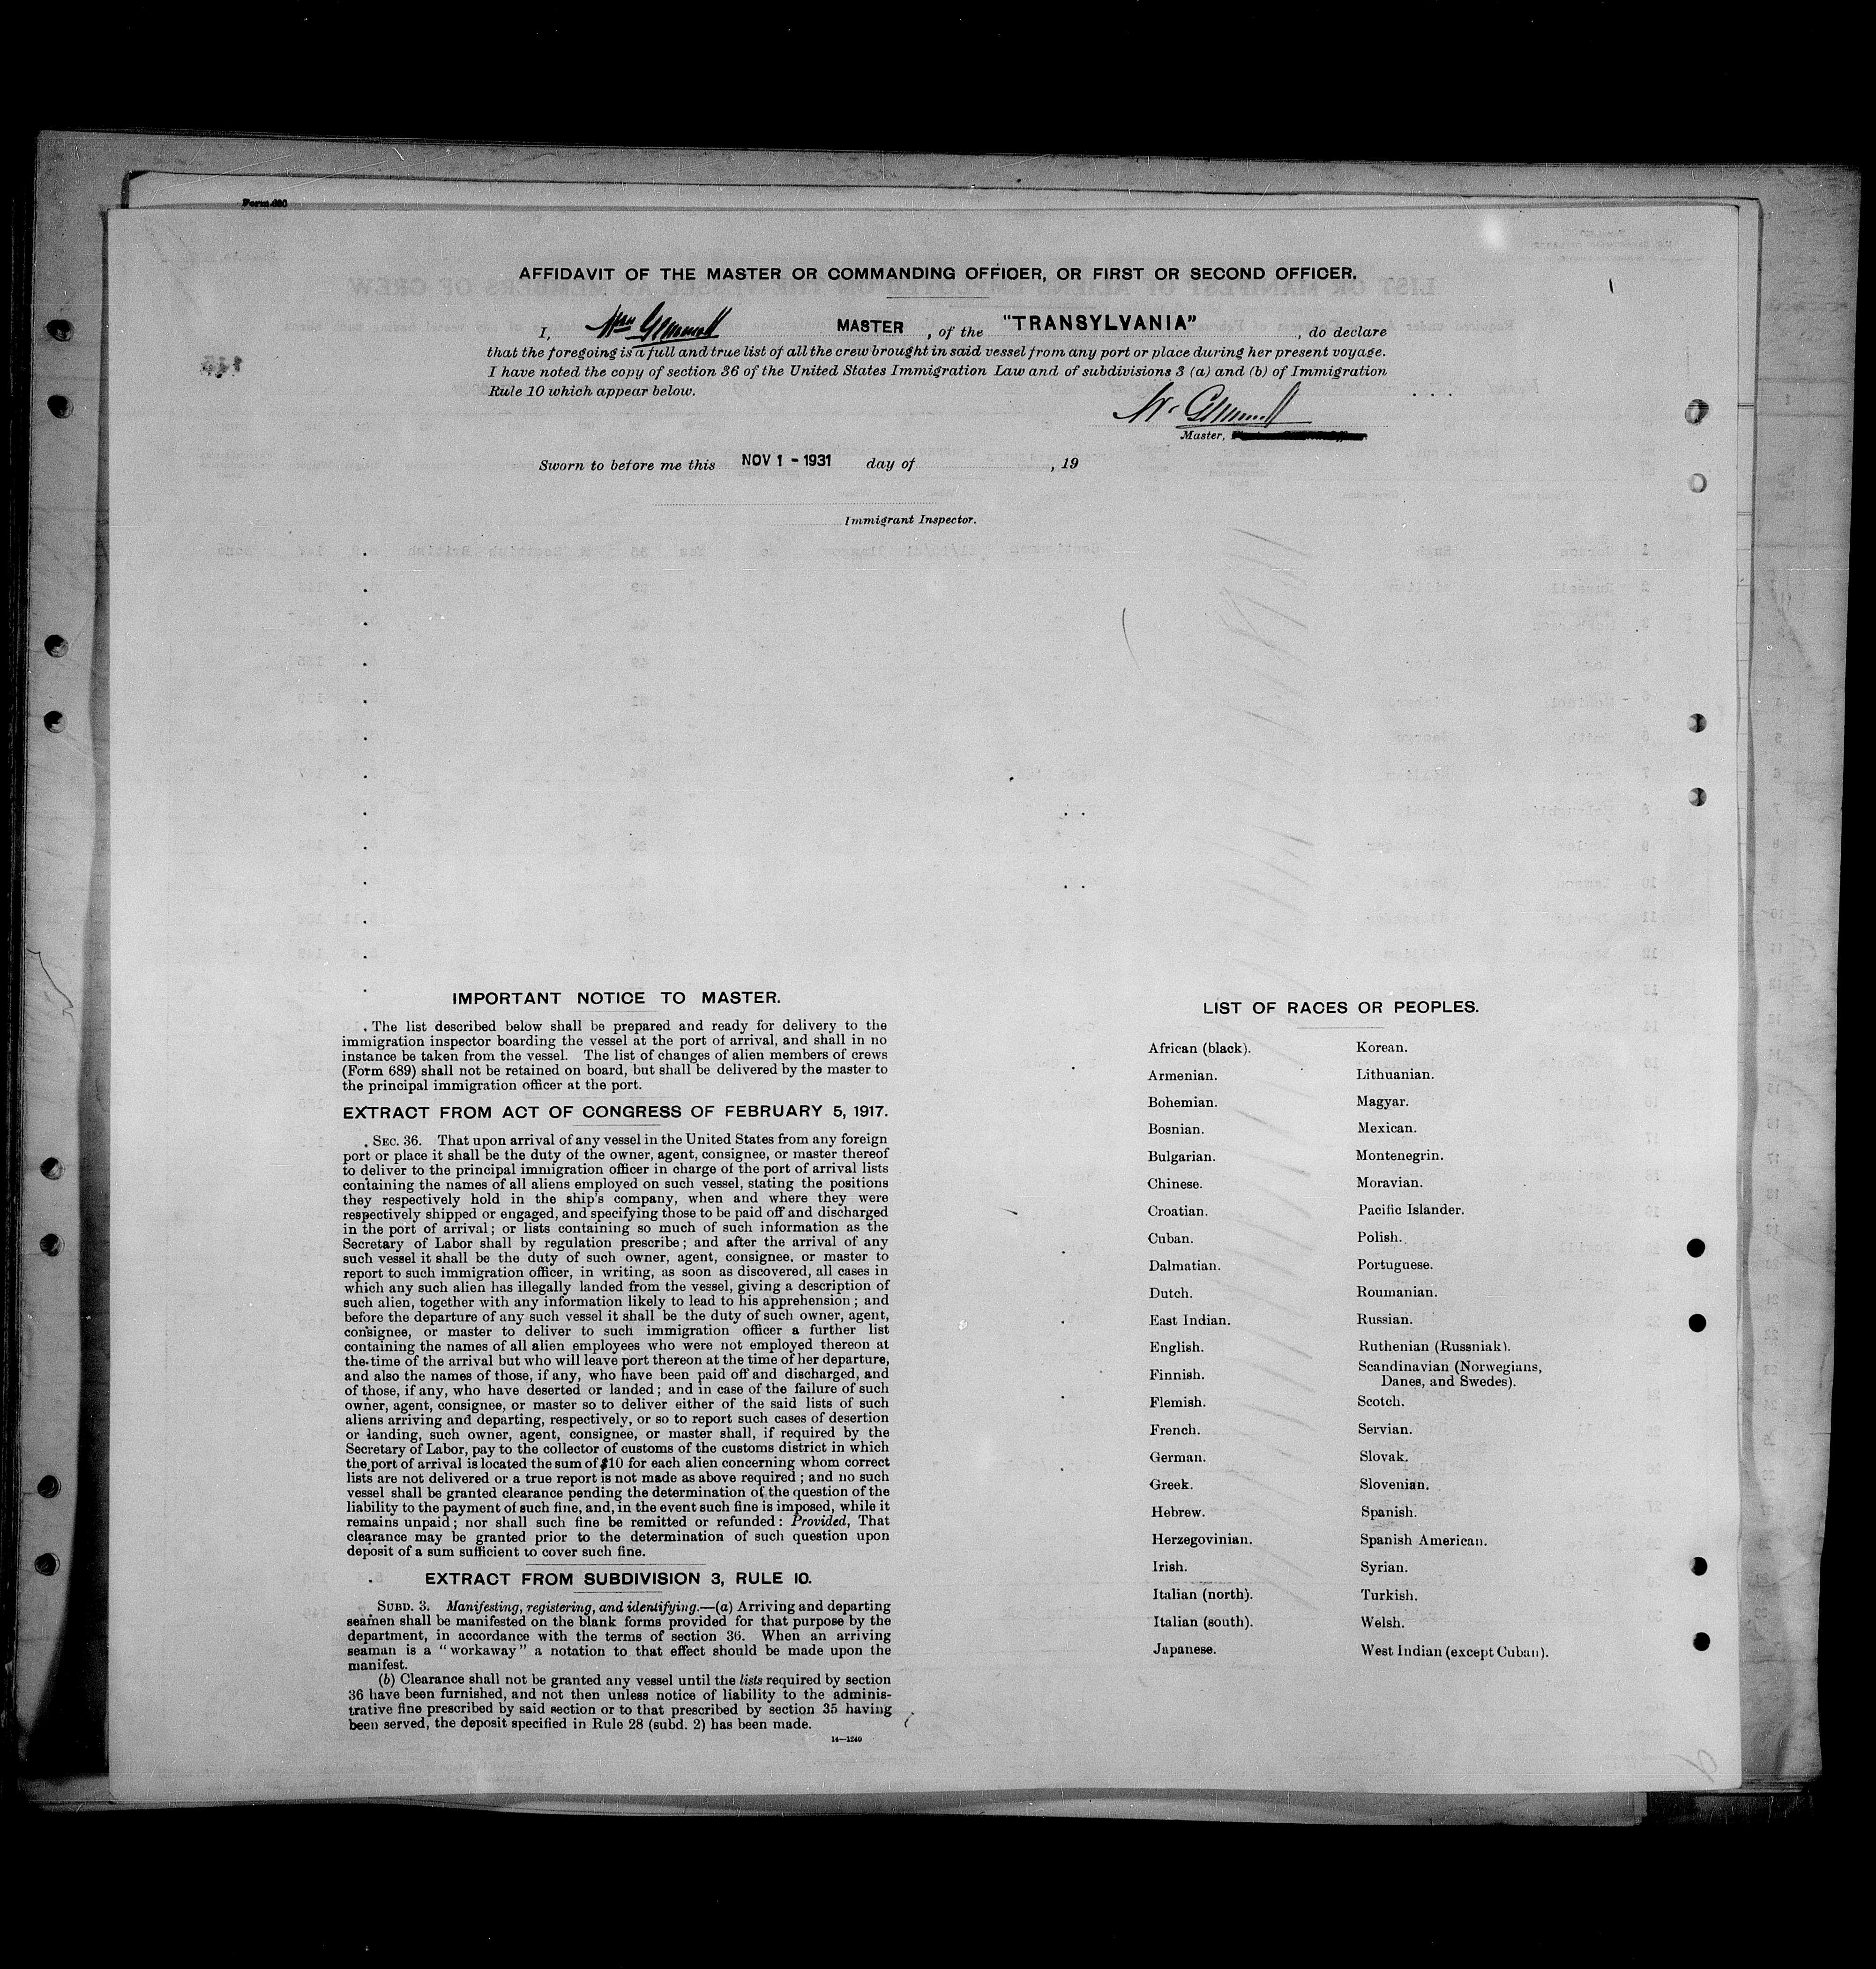 Form 680
AFFIDAVIT OF THE MASTER OR COMMANDING OFFICER, OR FIRST OR SECOND OFFICER.
I, Wm Gemmell MASTER, of the "TRANSYLVANIA", do declare
that the foregoing is a full and true list of all the crew brought in said vessel from any port or place during her present voyage.
I have noted the copy of section 36 of the United States Immigration Law and of subdivisions 3 (a) and (b) of Immigration
Rule 10 which appear below.
W. Gemmell
Master,
Sworn to before me this NOV 1 - 1931 day of , 19
Immigrant Inspector.
IMPORTANT NOTICE TO MASTER.
The list described below shall be prepared and ready for delivery to the
immigration inspector boarding the vessel at the port of arrival, and shall in no
instance be taken from the vessel. The list of changes of alien members of crews
(Form 689) shall not be retained on board, but shall be delivered by the master to
the principal immigration officer at the port.
EXTRACT FROM ACT OF CONGRESS OF FEBRUARY 5, 1917.
SEC. 36. That upon arrival of any vessel in the United States from any foreign
port or place it shall be the duty of the owner, agent, consignee, or master thereof
to deliver to the principal immigration officer in charge of the port of arrival lists
containing the names of all aliens employed on such vessel, stating the positions
they respectively hold in the ship's company, when and where they were
respectively shipped or engaged, and specifying those to be paid off and discharged
in the port of arrival; or lists containing so much of such information as the
Secretary of Labor shall by regulation prescribe; and after the arrival of any
such vessel it shall be the duty of such owner, agent, consignee, or master to
report to such immigration officer, in writing, as soon as discovered, all cases in
which any such alien has illegally landed from the vessel, giving a description of
such alien, together with any information likely to lead to his apprehension; and
before the departure of any such vessel it shall be the duty of such owner, agent,
consignee, or master to deliver to such immigration officer a further list
containing the names of all alien employees who were not employed thereon at
the time of the arrival but who will leave port thereon at the time of her departure,
and also the names of those, if any, who have been paid off and discharged, and
of those, if any, who have deserted or landed; and in case of the failure of such
owner, agent, consignee, or master so to deliver either of the said lists of such
aliens arriving and departing, respectively, or so to report such cases of desertion
or landing, such owner, agent, consignee, or master shall, if required by the
Secretary of Labor, pay to the collector of customs of the customs district in which
the port of arrival is located the sum of $10 for each alien concerning whom correct
lists are not delivered or a true report is not made as above required; and no such
vessel shall be granted clearance pending the determination of the question of the
liability to the payment of such fine, and, in the event such fine is imposed, while it
remains unpaid; nor shall such fine be remitted or refunded: Provided, That
clearance may be granted prior to the determination of such question upon
deposit of a sum sufficient to cover such fine.
EXTRACT FROM SUBDIVISION 3, RULE 10.
SUBD. 3. Manifesting, registering, and identifying.—(a) Arriving and departing
seamen shall be manifested on the blank forms provided for that purpose by the
department, in accordance with the terms of section 36. When an arriving
seaman is a "workaway" a notation to that effect should be made upon the
manifest.
(b) Clearance shall not be granted any vessel until the lists required by section
36 have been furnished, and not then unless notice of liability to the adminis-
trative fine prescribed by said section or to that prescribed by section 35 having
been served, the deposit specified in Rule 28 (subd. 2) has been made.
14—1240
LIST OF RACES OR PEOPLES.
African (black).
Armenian.
Bohemian.
Bosnian.
Bulgarian.
Chinese.
Croatian.
Cuban.
Dalmatian.
Dutch.
East Indian.
English.
Finnish.
Flemish.
French.
German.
Greek.
Hebrew.
Herzegovinian.
Irish.
Italian (north).
Italian (south).
Japanese.
Korean.
Lithuanian.
Magyar.
Mexican.
Montenegrin.
Moravian.
Pacific Islander.
Polish.
Portuguese.
Roumanian.
Russian.
Ruthenian (Russniak).
Scandinavian (Norwegians,
Danes, and Swedes).
Scotch.
Servian.
Slovak.
Slovenian.
Spanish.
Spanish American.
Syrian.
Turkish.
Welsh.
West Indian (except Cuban).